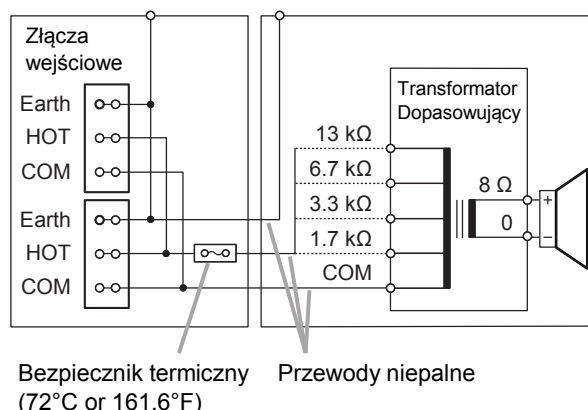 Złącza
wejściowe
Earth
HOT
COM
Earth
HOT
COM
Transformator
Dopasowujący
13 kΩ
6.7 kΩ
3.3 kΩ
1.7 kΩ
COM
8 Ω
0
+
−
Bezpiecznik termiczny
(72°C or 161.6°F)
Przewody niepalne